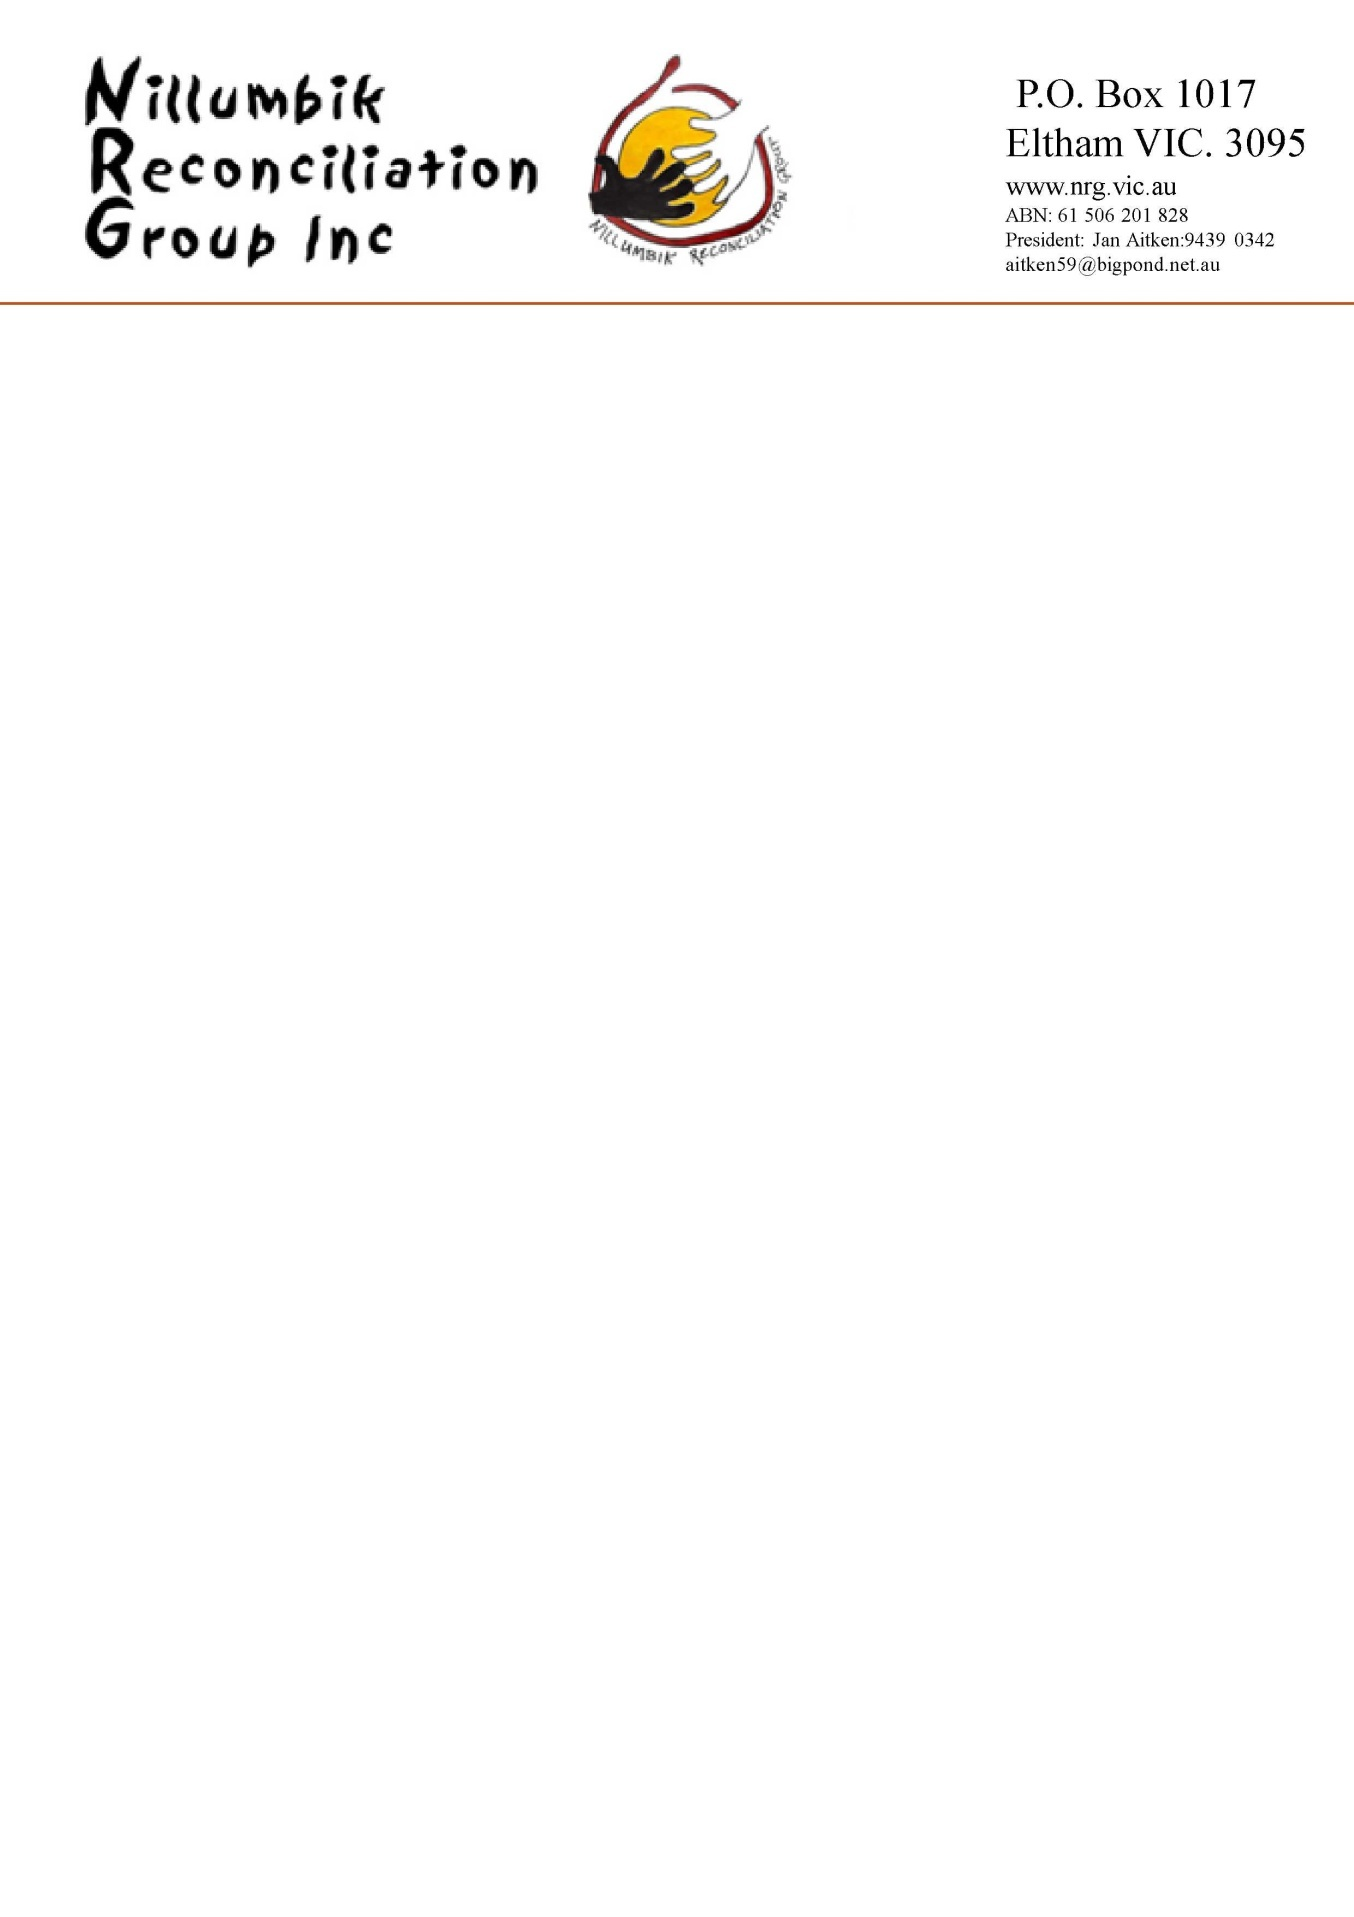 Nillumbik
Reconciliation
Group Inc
NILLUMBIK RECONCILIATION GROUP
P.O. Box 1017
Eltham VIC. 3095
www.nrg.vic.au
ABN: 61 506 201 828
President: Jan Aitken:9439 0342
aitken59@bigpond.net.au